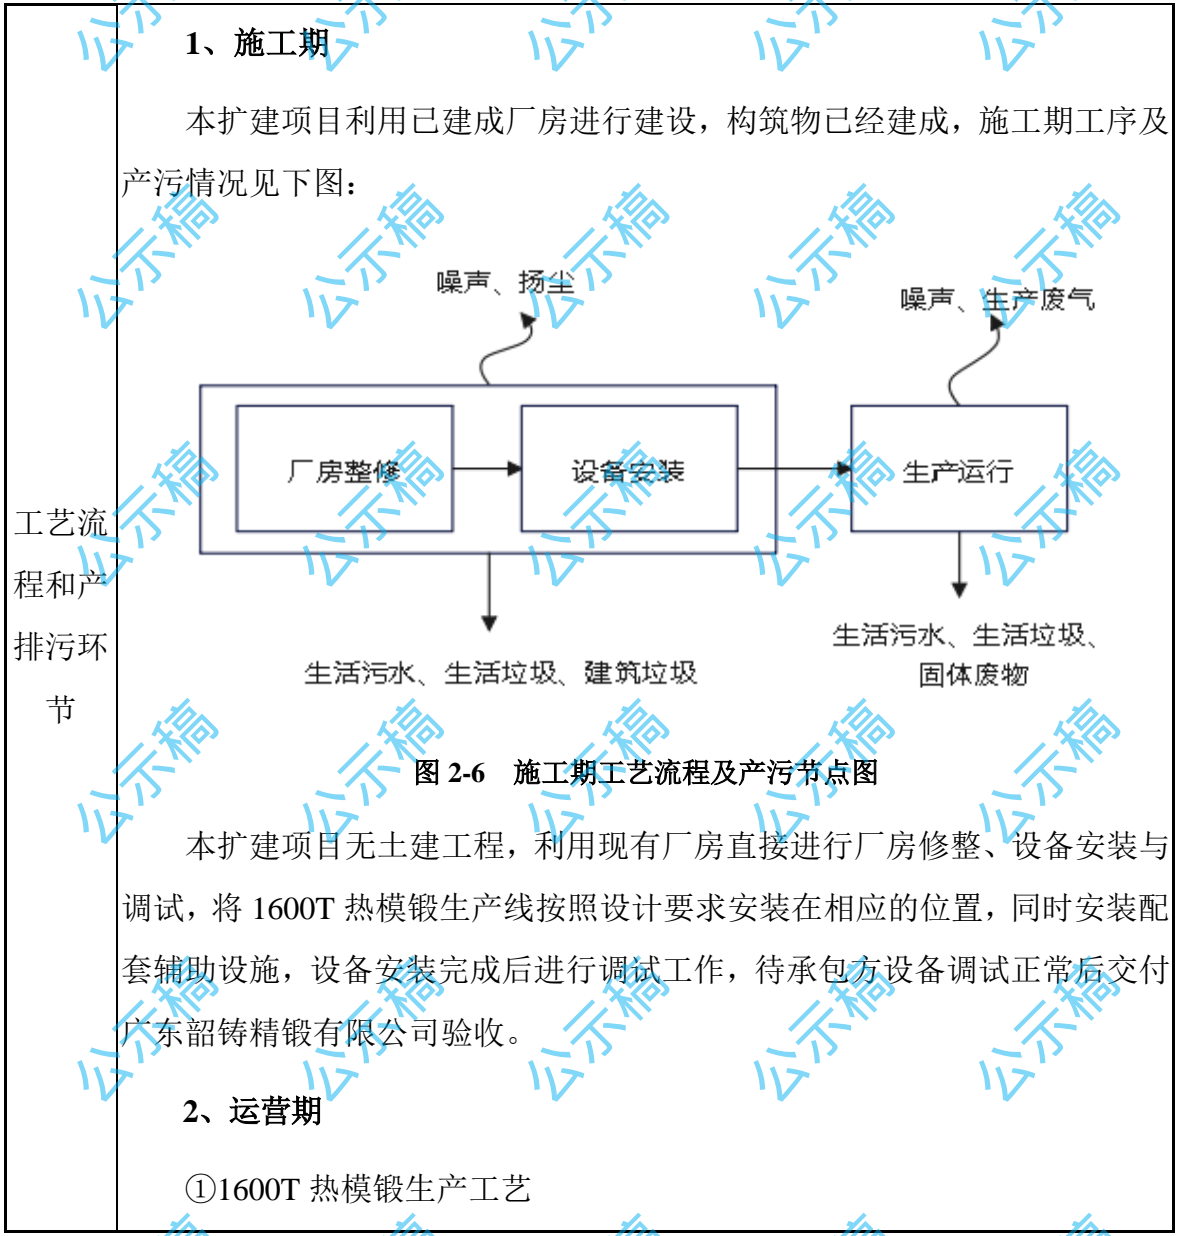 1、施工期
本扩建项目利用已建成厂房进行建设，构筑物已经建成，施工期工序及
产污情况见下图：
噪声、扬尘
噪声、生产废气
厂房整修
设备安装
生产运行
生活污水、生活垃圾、建筑垃圾
生活污水、生活垃圾、
固体废物
图 2-6 施工期工艺流程及产污节点图
工艺流
程和产
排污环
节
本扩建项目无土建工程，利用现有厂房直接进行厂房修整、设备安装与
调试，将 1600T 热模锻生产线按照设计要求安装在相应的位置，同时安装配
套辅助设施，设备安装完成后进行调试工作，待承包方设备调试正常后交付
广东韶铸精锻有限公司验收。
2、运营期
①1600T 热模锻生产工艺
公示稿